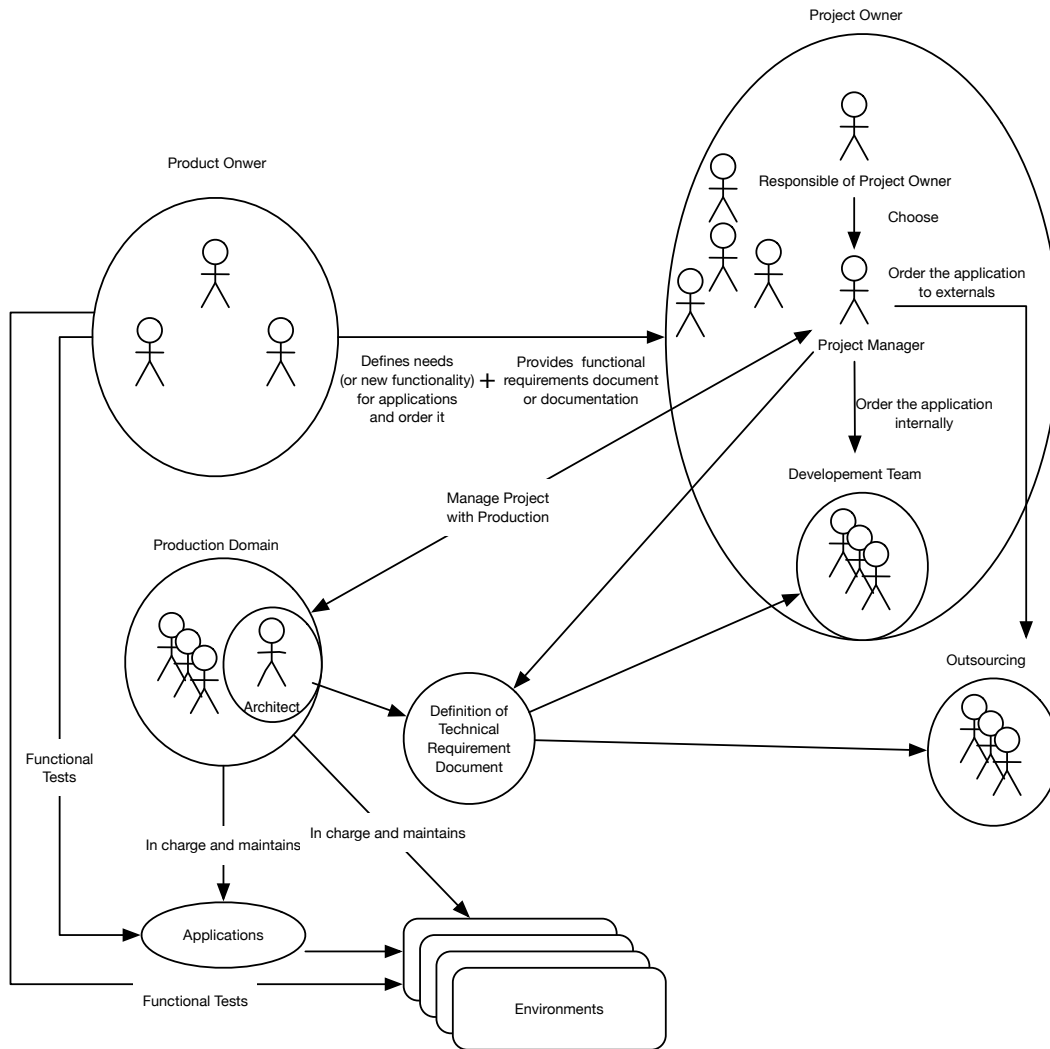 Project Owner
Product Onwer
Responsible of Project Owner
Choose
Order the application
to externals
Project Manager
Defines needs
(or new functionality)
for applications
and order it
+
Provides functional
requirements document
or documentation
Order the application
internally
Developement Team
Manage Project
with Production
Production Domain
Architect
Definition of
Technical
Requirement
Document
Outsourcing
Functional
Tests
In charge and maintains
In charge and maintains
Applications
Functional Tests
Environments